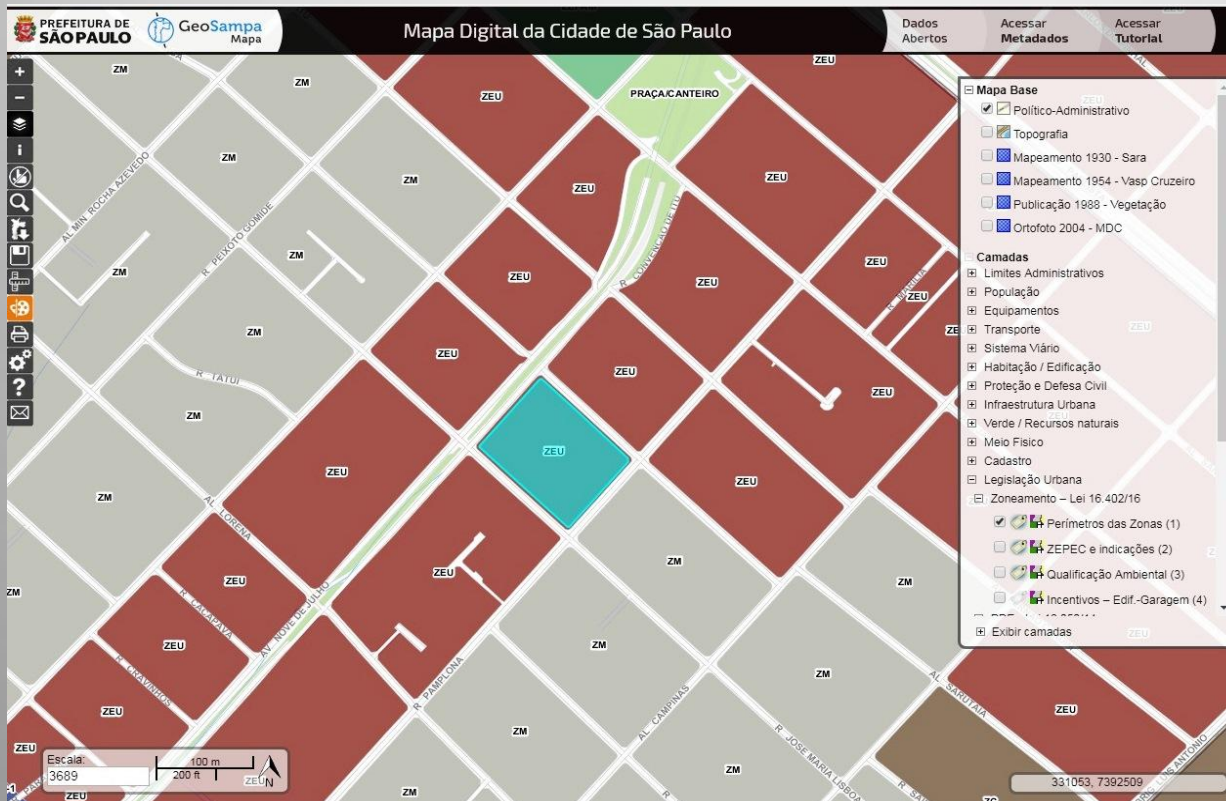 PREFEITURA DE
SÃO PAULO
GeoSampa
Mapa
Mapa Digital da Cidade de São Paulo
Dados
Abertos
Acessar
Metadados
Acessar
Tutorial
Mapa Base
Político-Administrativo
Topografia
Mapeamento 1930 - Sara
Mapeamento 1954 - Vasp Cruzeiro
Publicação 1988 - Vegetação
Ortofoto 2004 - MDC
Camadas
Limites Administrativos
População
Equipamentos
Transporte
Sistema Viário
Habitação / Edificação
Proteção e Defesa Civil
Infraestrutura Urbana
Verde / Recursos naturais
Meio Físico
Cadastro
Legislação Urbana
Zoneamento – Lei 16.402/16
Perímetros das Zonas (1)
ZEPEC e indicações (2)
Qualificação Ambiental (3)
Incentivos – Edif.-Garagem (4)
Exibir camadas
ZM
ZM
ZEU
PRAÇA/CANTEIRO
ZEU
ZM
ZM
ZEU
ZEU
AL MIN ROCHA AZEVEDO
R PEIXOTO GOMIDE
R CONVENÇÃO DE ITU
ZM
ZM
ZEU
ZEU
ZEU
R MARILIA
ZEU
ZM
ZEU
ZEU
ZEU
R TATUI
ZM
ZEU
ZEU
ZEU
ZM
AL LORENA
ZM
ZEU
ZEU
ZM
ZM
R CACAPAVA
AV NOVE DE JULHO
ZM
ZEU
ZM
R CRAVINHOS
R PAMPLONA
ZM
AL SARUTAIA
ZEU
ZEU
ZM
AL CAMPINAS
R JOSE MARIA LISBOA
ZEU
ZM
ZM
ZEU
ZM
Escala:
3689
100 m
200 ft
N
331053, 7392509